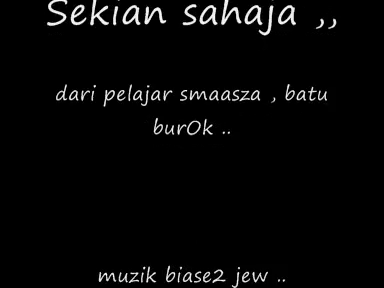 Sekian sahaja ,,
dari pelajar smaasza , batu
burOk ..
muzik biase2 jew ..